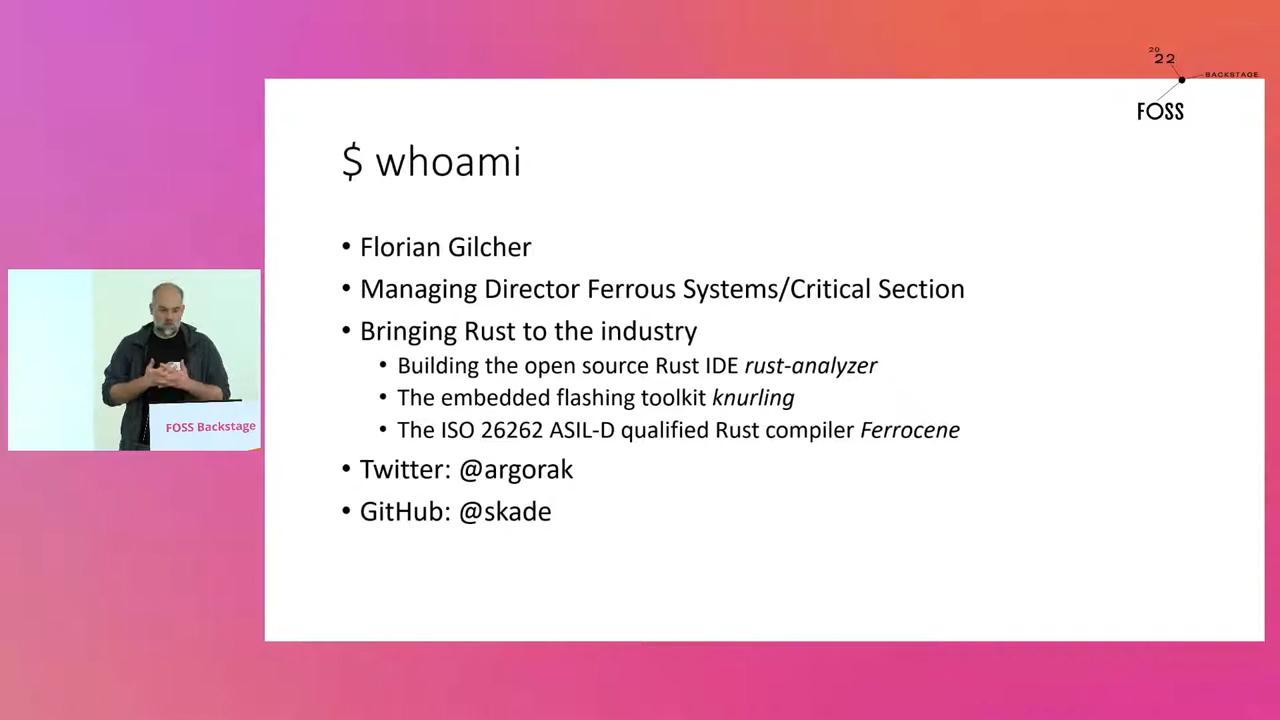 20
22
BACKSTAGE
FOSS
$ whoami
• Florian Gilcher
• Managing Director Ferrous Systems/Critical Section
• Bringing Rust to the industry
• Building the open source Rust IDE rust-analyzer
• The embedded flashing toolkit knurling
• The ISO 26262 ASIL-D qualified Rust compiler Ferrocene
• Twitter: @argorak
• GitHub: @skade
FOSS Backstage